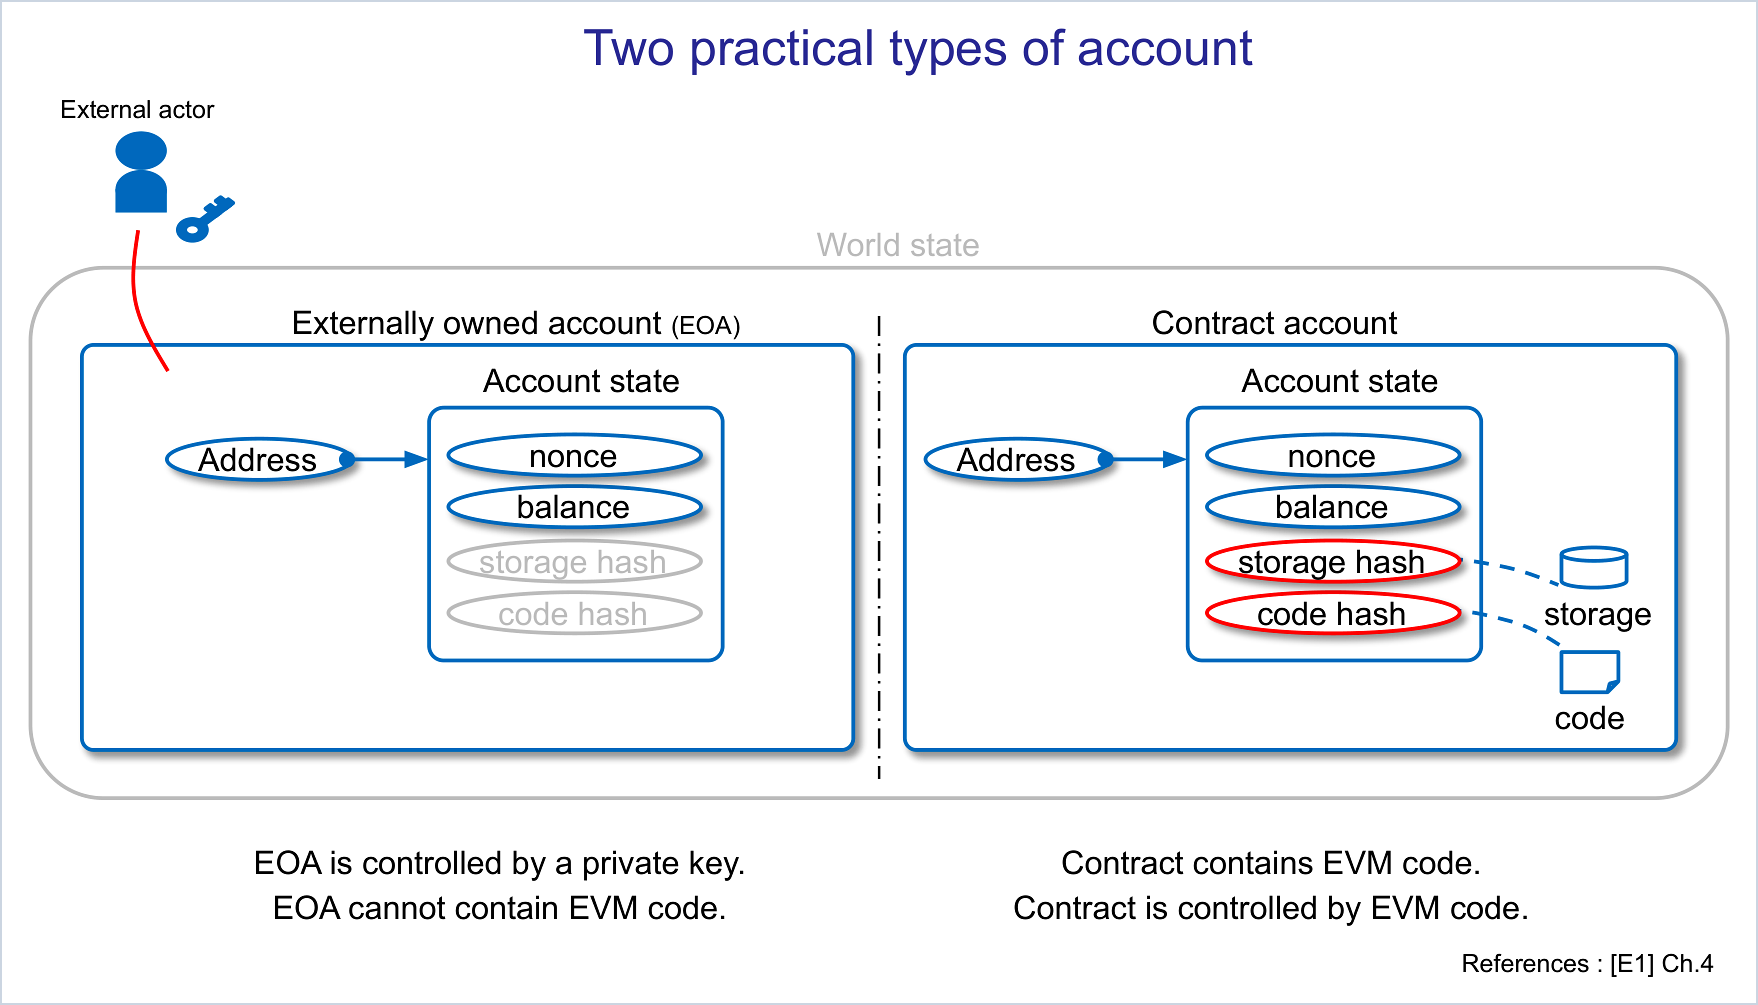 Two practical types of account
External actor
World state
Externally owned account (EOA)
Account state
Address
nonce
balance
storage hash
code hash
Contract account
Account state
Address
nonce
balance
storage hash
code hash
storage
code
EOA is controlled by a private key.
EOA cannot contain EVM code.
Contract contains EVM code.
Contract is controlled by EVM code.
References : [E1] Ch.4